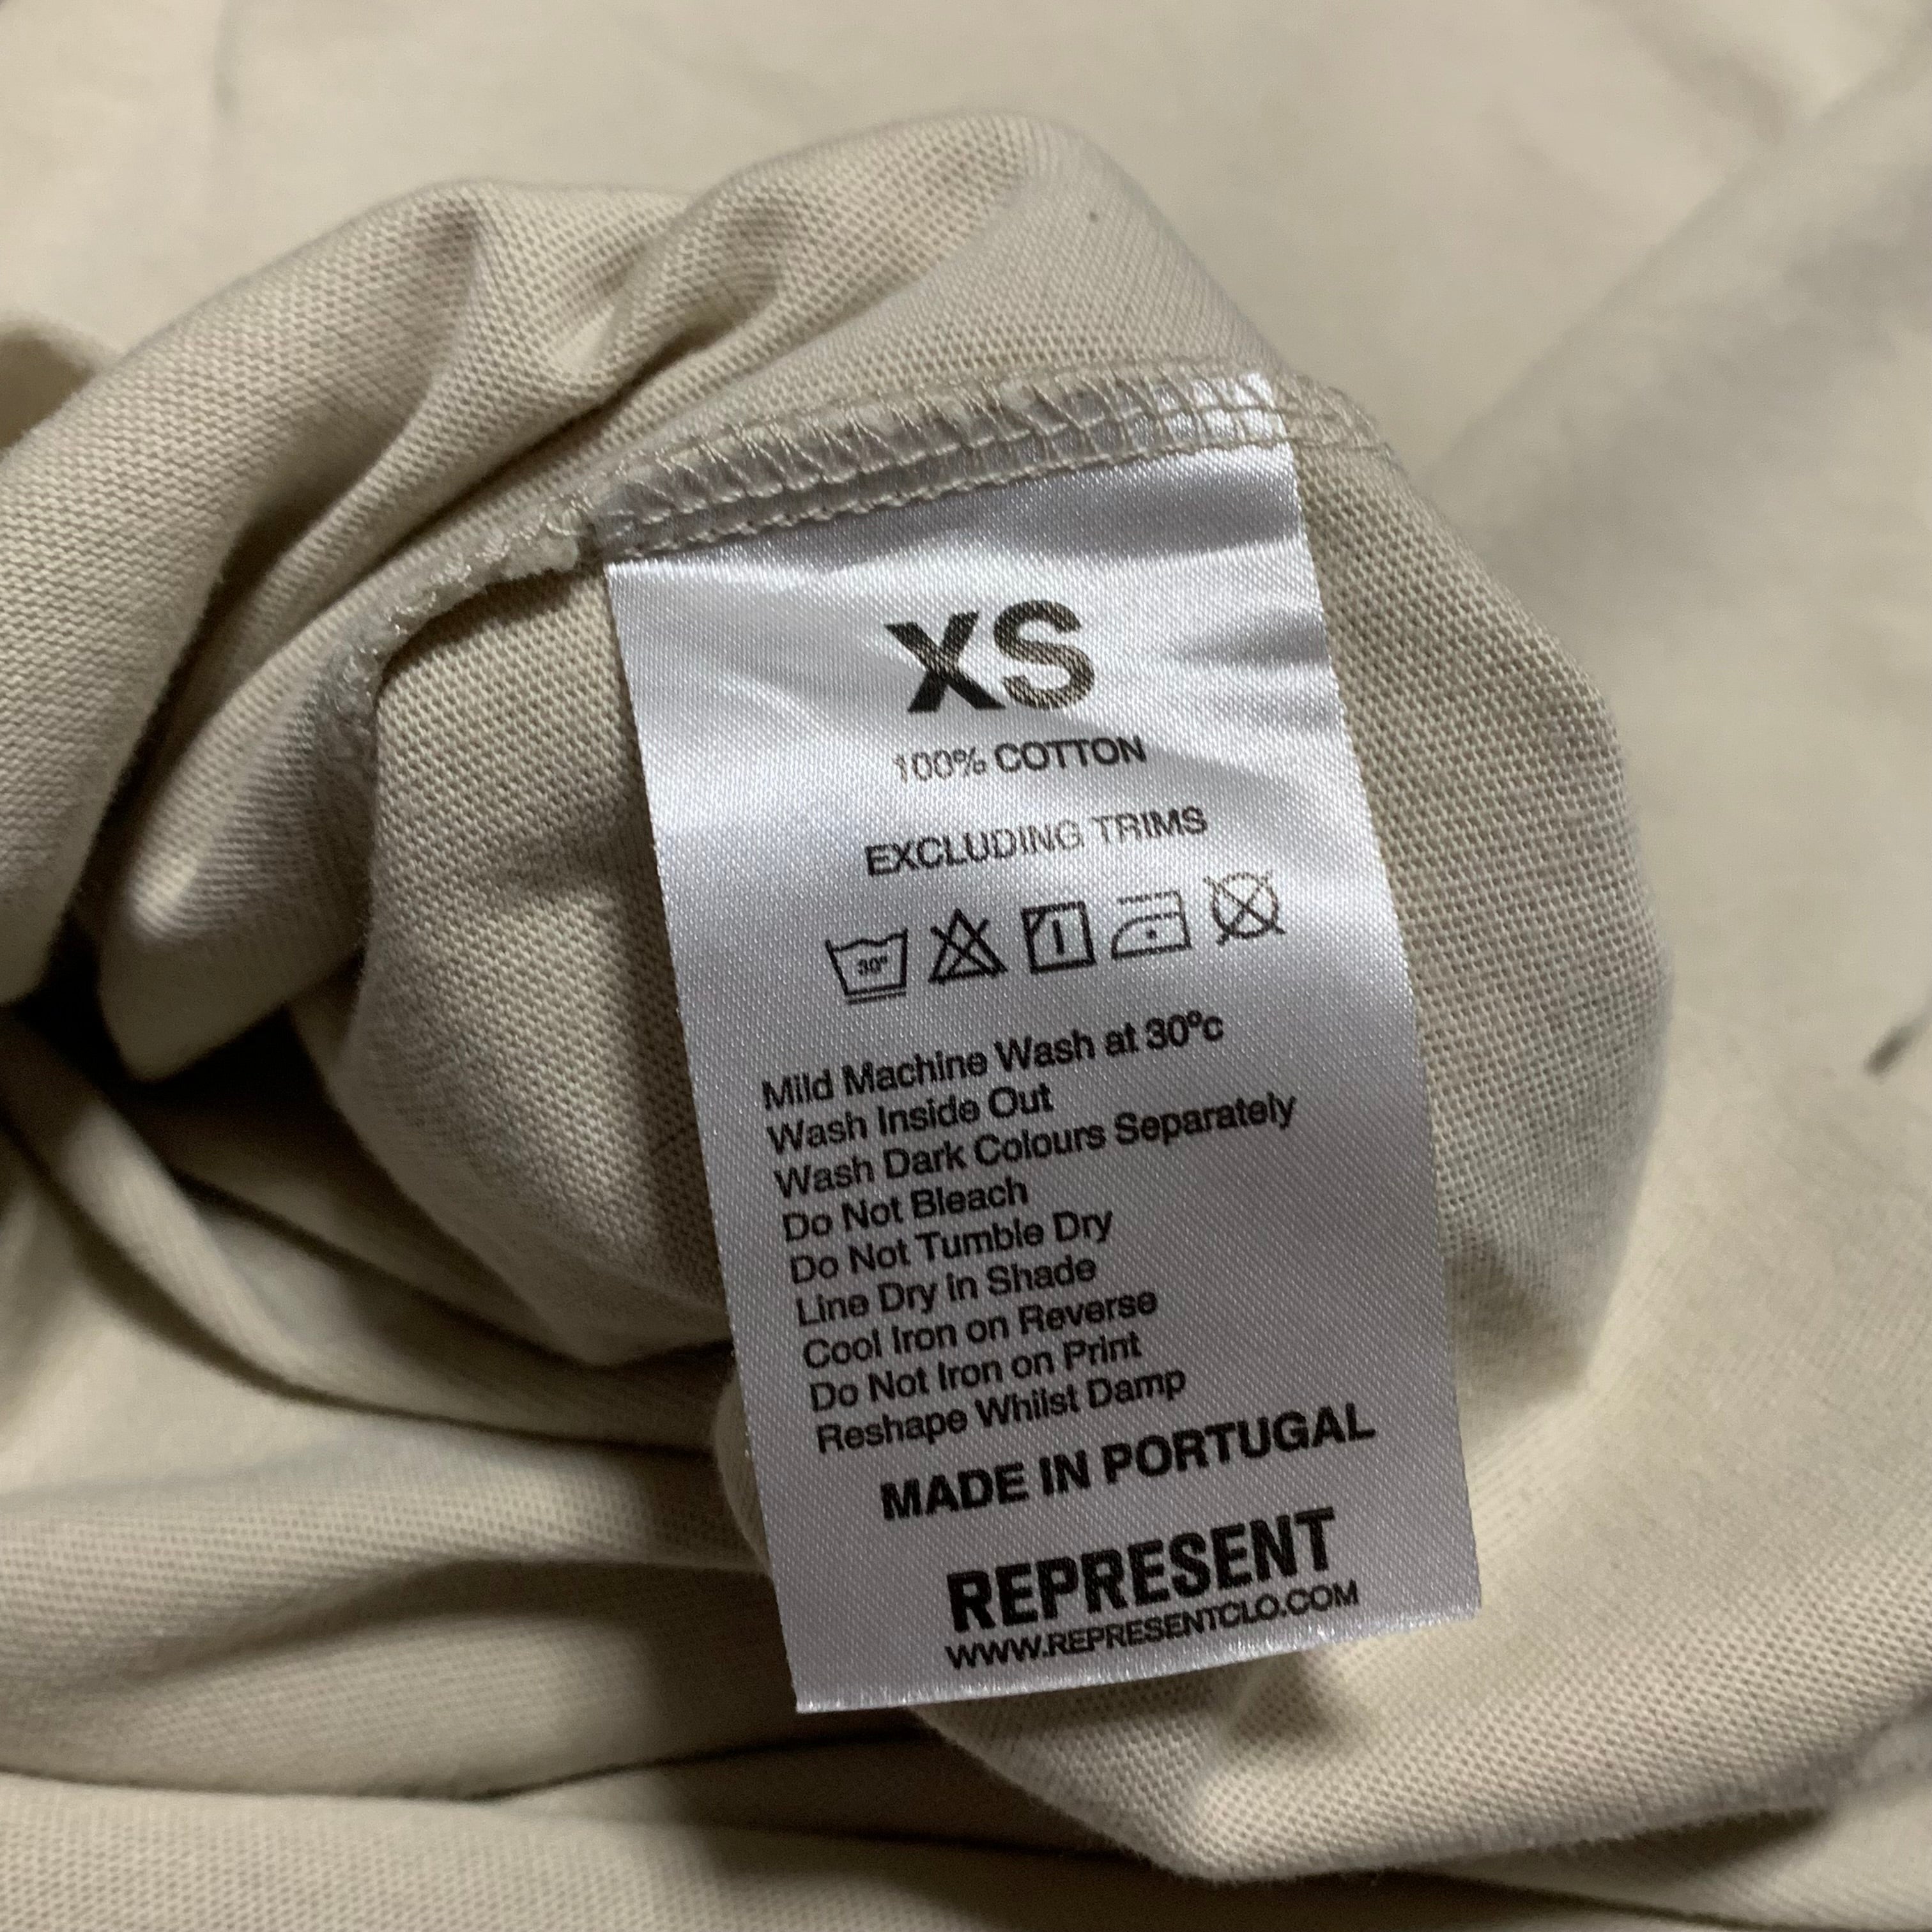 XS
100% COTTON
EXCLUDING TRIMS
30°
Mild Machine Wash at 30ºc
Wash Inside Out
Wash Dark Colours Separately
Do Not Bleach
Do Not Tumble Dry
Line Dry in Shade
Cool Iron on Reverse
Do Not Iron on Print
Reshape Whilst Damp
MADE IN PORTUGAL
REPRESENT
WWW.REPRESENTCLO.COM